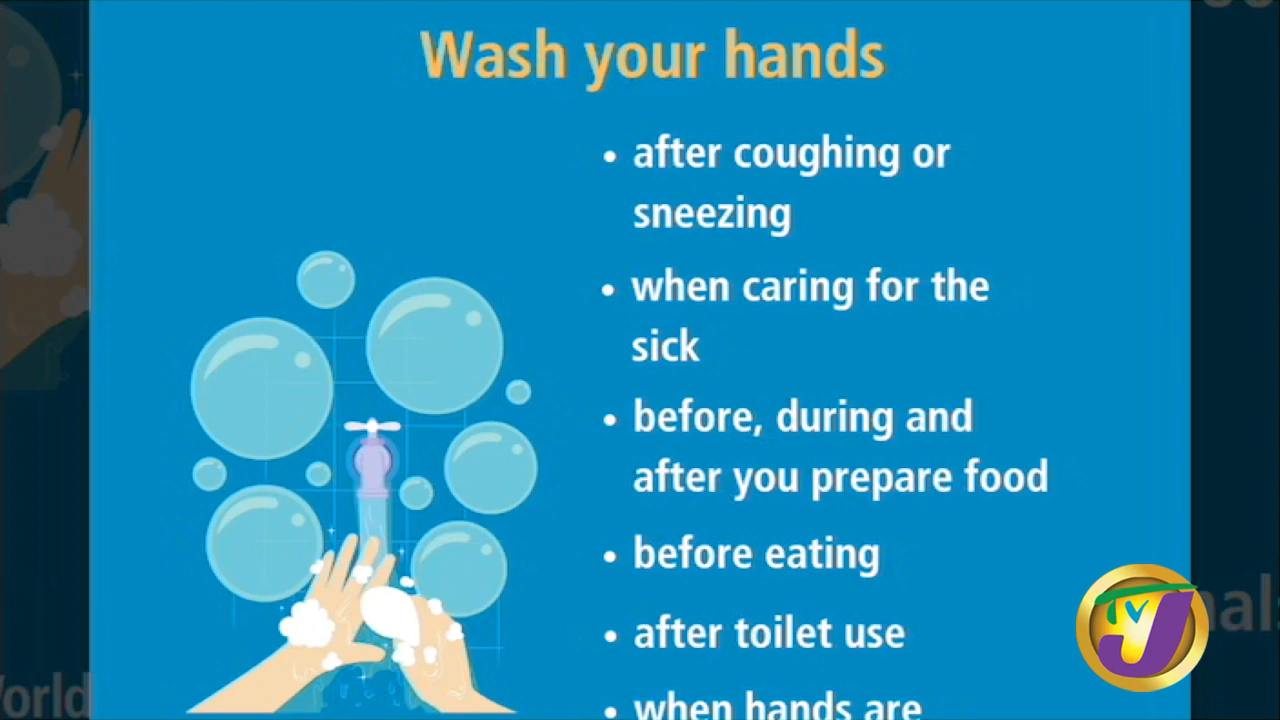 Wash your hands
• after coughing or
sneezing
• when caring for the
sick
• before, during and
after you prepare food
• before eating
• after toilet use
• when hands are
TVJ